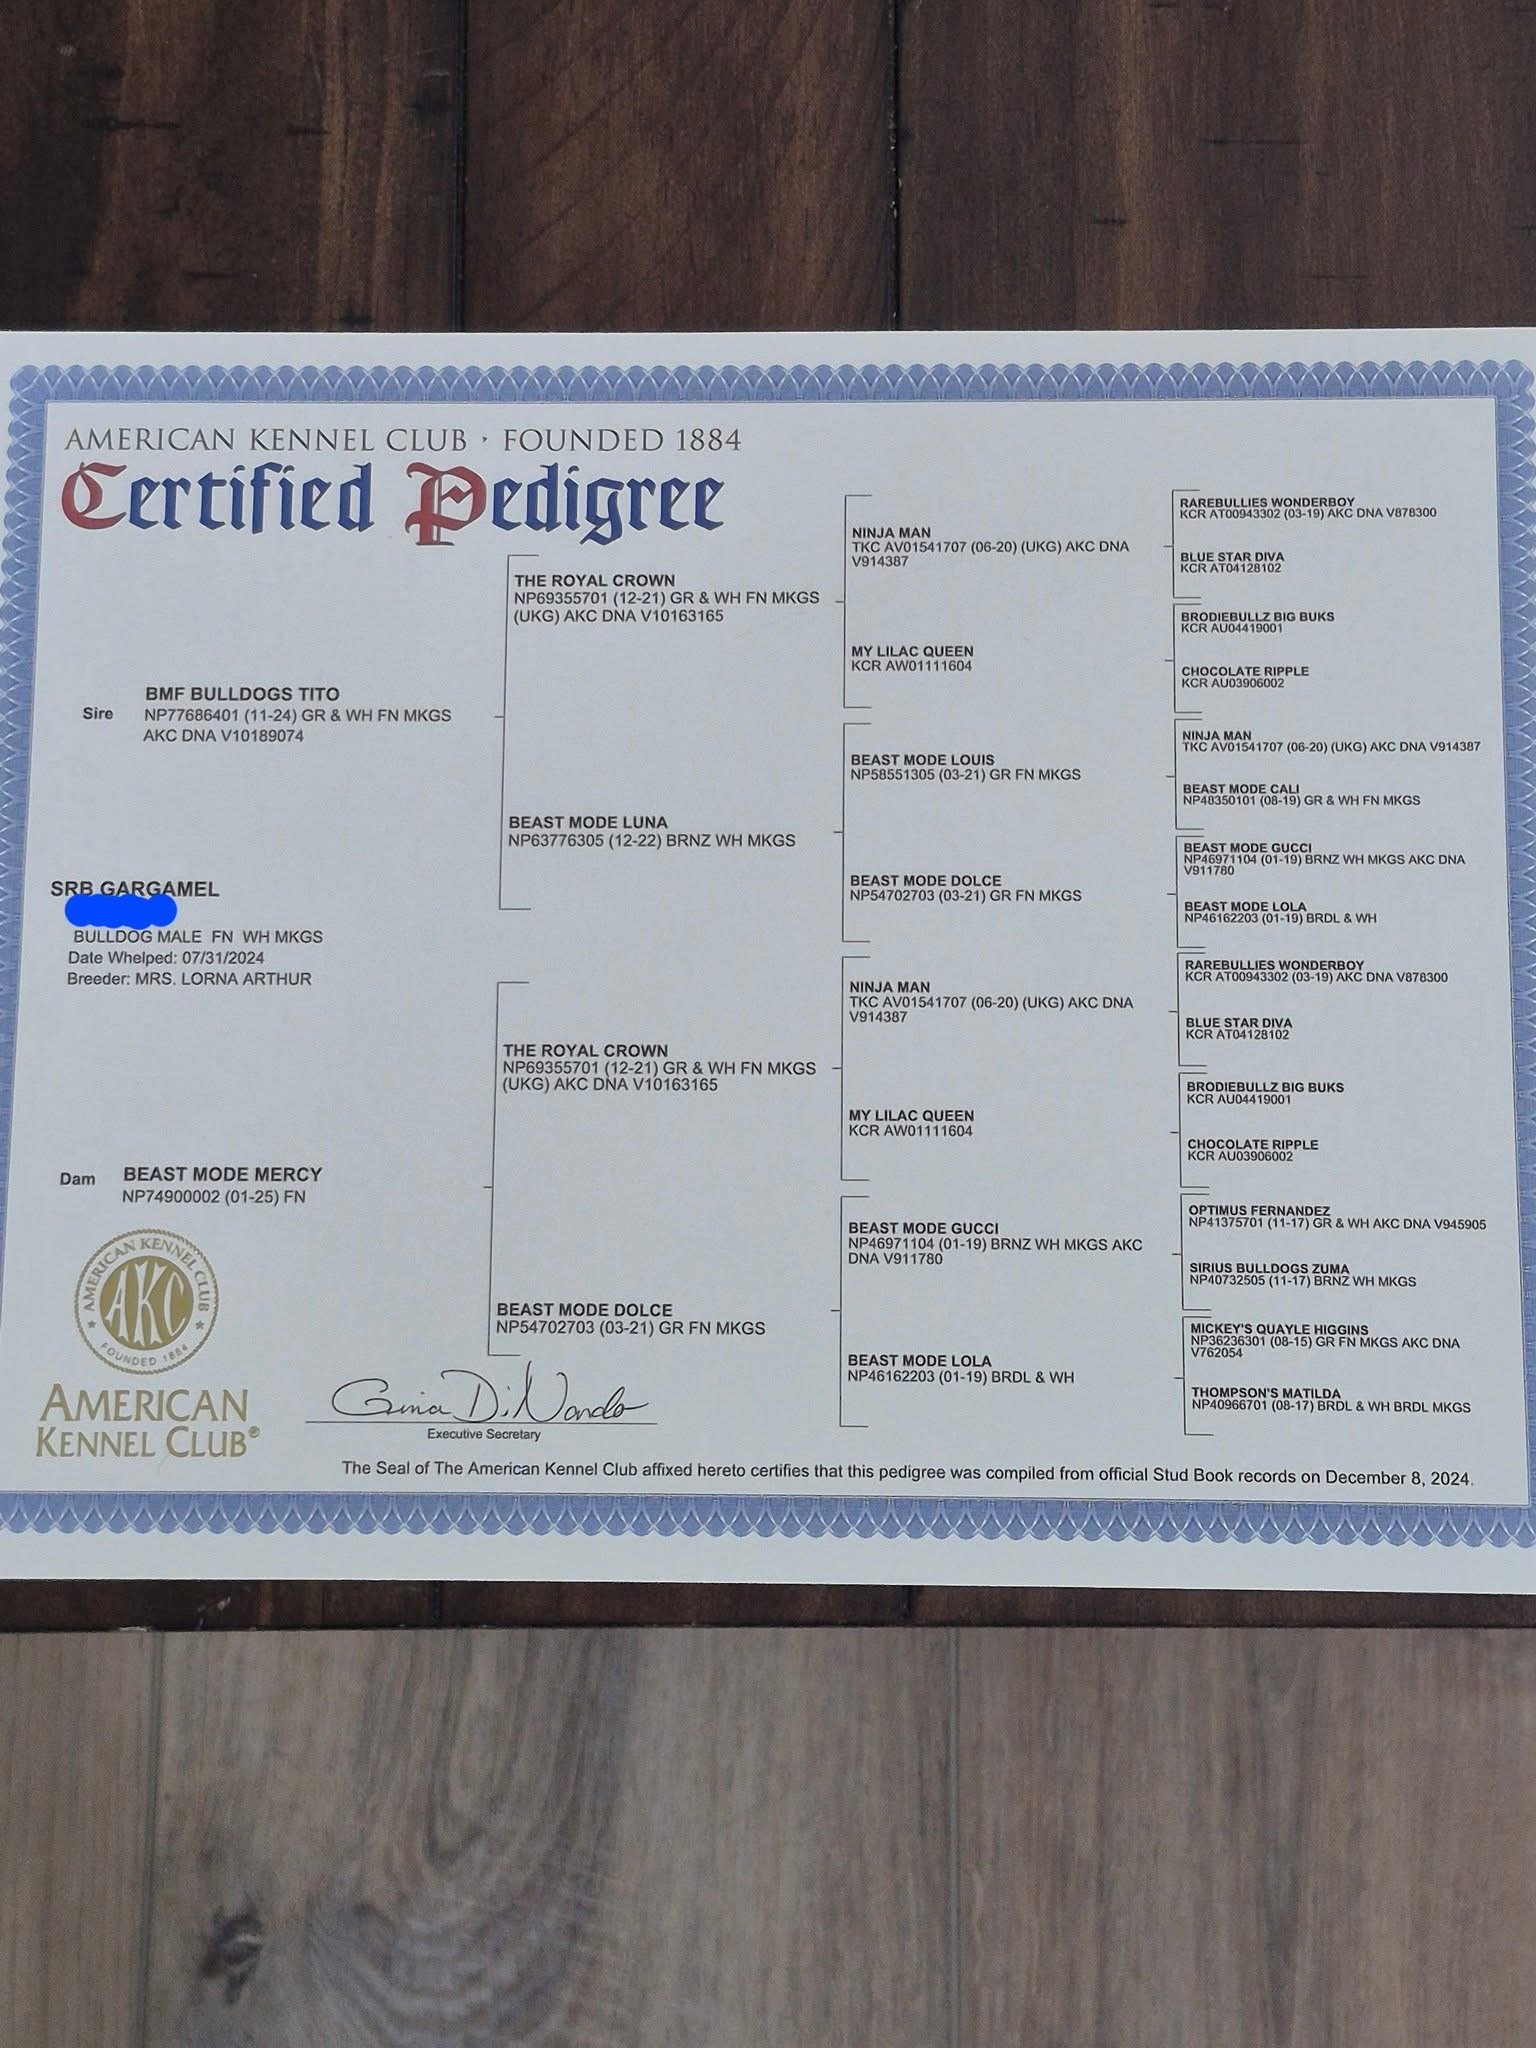 AMERICAN KENNEL CLUB · FOUNDED 1884
Certified Pedigree
SRB GARGAMEL
BULLDOG MALE FN WH MKGS
Date Whelped: 07/31/2024
Breeder: MRS. LORNA ARTHUR
Sire
BMF BULLDOGS TITO
NP77686401 (11-24) GR & WH FN MKGS
AKC DNA V10189074
Dam
BEAST MODE MERCY
NP74900002 (01-25) FN
THE ROYAL CROWN
NP69355701 (12-21) GR & WH FN MKGS
(UKG) AKC DNA V10163165
BEAST MODE LUNA
NP63776305 (12-22) BRNZ WH MKGS
THE ROYAL CROWN
NP69355701 (12-21) GR & WH FN MKGS
(UKG) AKC DNA V10163165
BEAST MODE DOLCE
NP54702703 (03-21) GR FN MKGS
NINJA MAN
TKC AV01541707 (06-20) (UKG) AKC DNA
V914387
MY LILAC QUEEN
KCR AW01111604
BEAST MODE LOUIS
NP58551305 (03-21) GR FN MKGS
BEAST MODE DOLCE
NP54702703 (03-21) GR FN MKGS
NINJA MAN
TKC AV01541707 (06-20) (UKG) AKC DNA
V914387
MY LILAC QUEEN
KCR AW01111604
BEAST MODE GUCCI
NP46971104 (01-19) BRNZ WH MKGS AKC
DNA V911780
BEAST MODE LOLA
NP46162203 (01-19) BRDL & WH
RAREBULLIES WONDERBOY
KCR AT00943302 (03-19) AKC DNA V878300
BLUE STAR DIVA
KCR AT04128102
BRODIEBULLZ BIG BUKS
KCR AU04419001
CHOCOLATE RIPPLE
KCR AU03906002
NINJA MAN
TKC AV01541707 (06-20) (UKG) AKC DNA V914387
BEAST MODE CALI
NP48350101 (08-19) GR & WH FN MKGS
BEAST MODE GUCCI
NP46971104 (01-19) BRNZ WH MKGS AKC DNA
V911780
BEAST MODE LOLA
NP46162203 (01-19) BRDL & WH
RAREBULLIES WONDERBOY
KCR AT00943302 (03-19) AKC DNA V878300
BLUE STAR DIVA
KCR AT04128102
BRODIEBULLZ BIG BUKS
KCR AU04419001
CHOCOLATE RIPPLE
KCR AU03906002
OPTIMUS FERNANDEZ
NP41375701 (11-17) GR & WH AKC DNA V945905
SIRIUS BULLDOGS ZUMA
NP40732505 (11-17) BRNZ WH MKGS
MICKEY'S QUAYLE HIGGINS
NP36236301 (08-15) GR FN MKGS AKC DNA
V762054
THOMPSON'S MATILDA
NP40966701 (08-17) BRDL & WH BRDL MKGS
AMERICAN KENNEL CLUB
AKC
FOUNDED 1884
AMERICAN
KENNEL CLUB®
Gina DiNardo
Executive Secretary
The Seal of The American Kennel Club affixed hereto certifies that this pedigree was compiled from official Stud Book records on December 8, 2024.